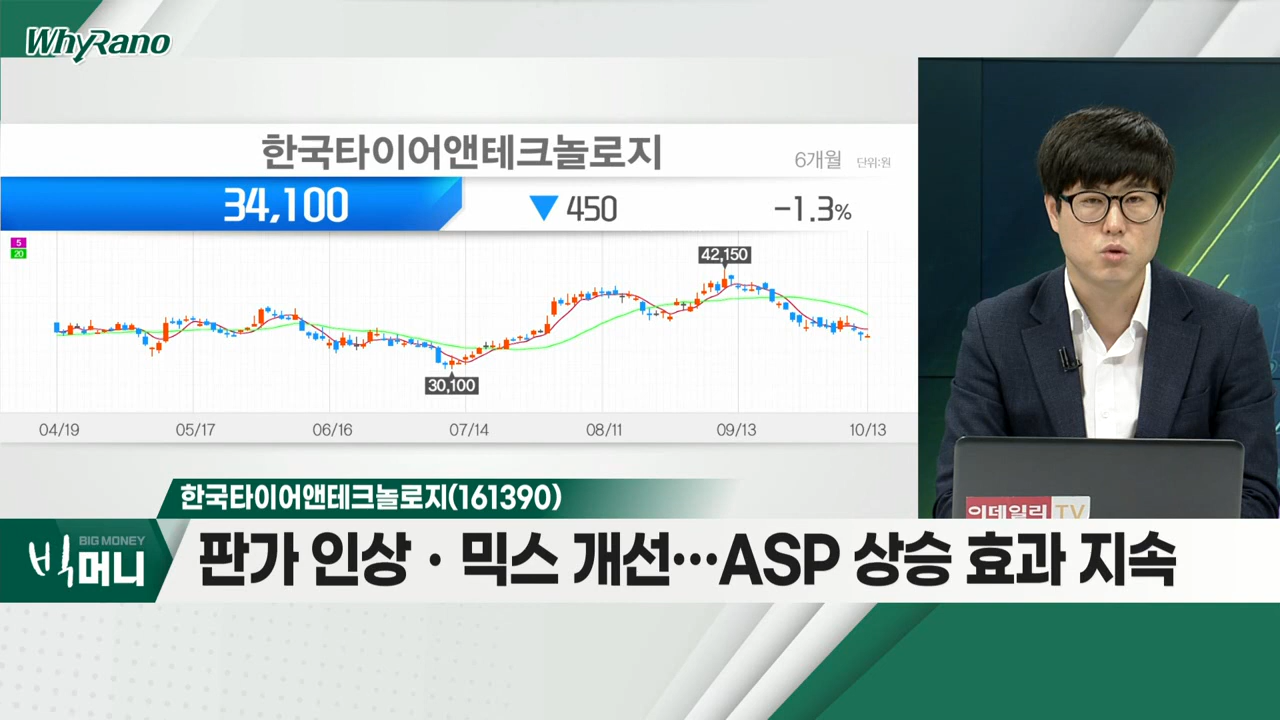 WhyRano
한국타이어앤테크놀로지
6개월 단위:원
34,100 ▼ 450 -1.3%
5
20
42,150
30,100
04/19 05/17 06/16 07/14 08/11 09/13 10/13
이데일리 TV
한국타이어앤테크놀로지(161390)
BIG MONEY
빅머니
판가 인상·믹스 개선…ASP 상승 효과 지속